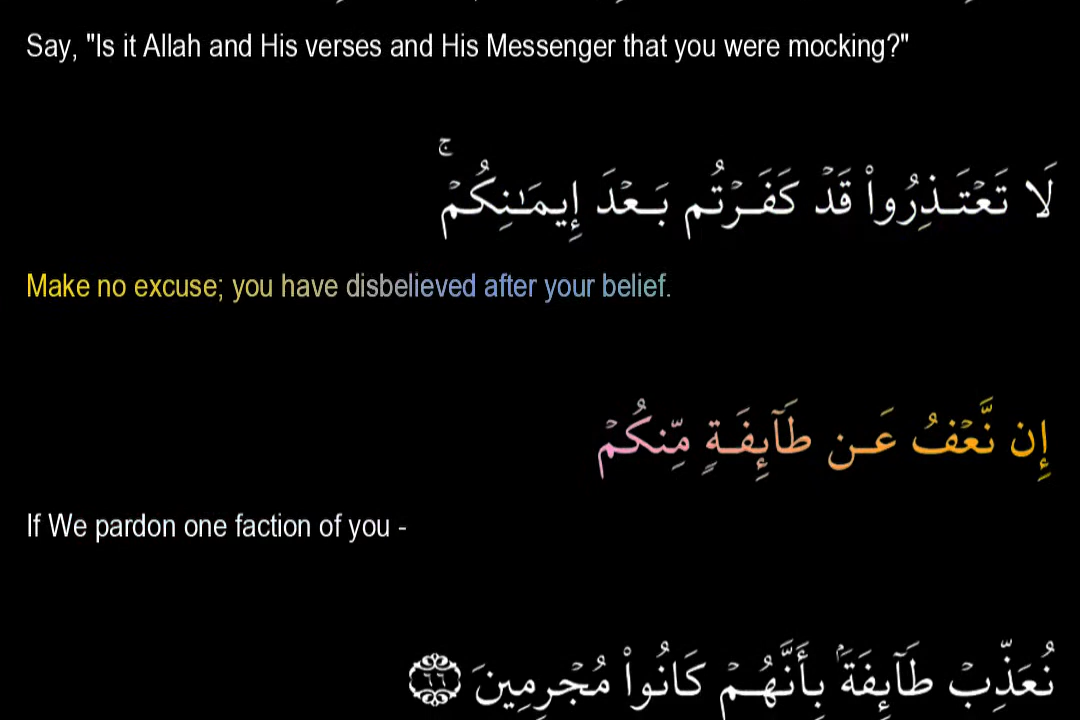 Say, "Is it Allah and His verses and His Messenger that you were mocking?"
لَا تَعْتَذِرُوا۟ قَدْ كَفَرْتُم بَعْدَ إِيمَـٰنِكُمْ ۚ
Make no excuse; you have disbelieved after your belief.
إِن نَّعْفُ عَن طَآئِفَةٍ مِّنكُمْ
If We pardon one faction of you -
نُعَذِّبْ طَآئِفَةًۢ بِأَنَّهُمْ كَانُوا۟ مُجْرِمِينَ ٦٦